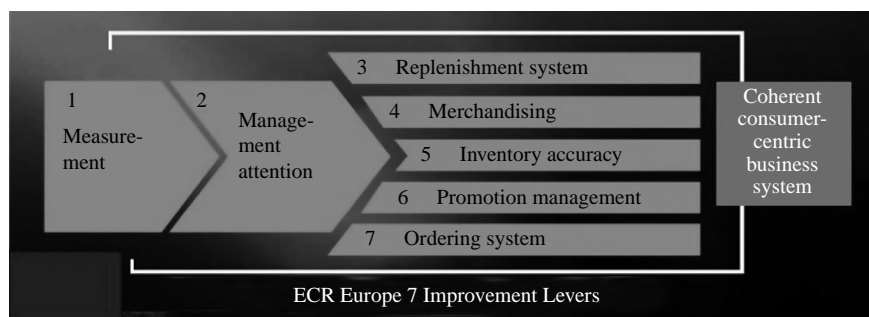 1
Measure-
ment
2
Manage-
ment
attention
3 Replenishment system
4 Merchandising
5 Inventory accuracy
6 Promotion management
7 Ordering system
Coherent
consumer-
centric
business
system
ECR Europe 7 Improvement Levers